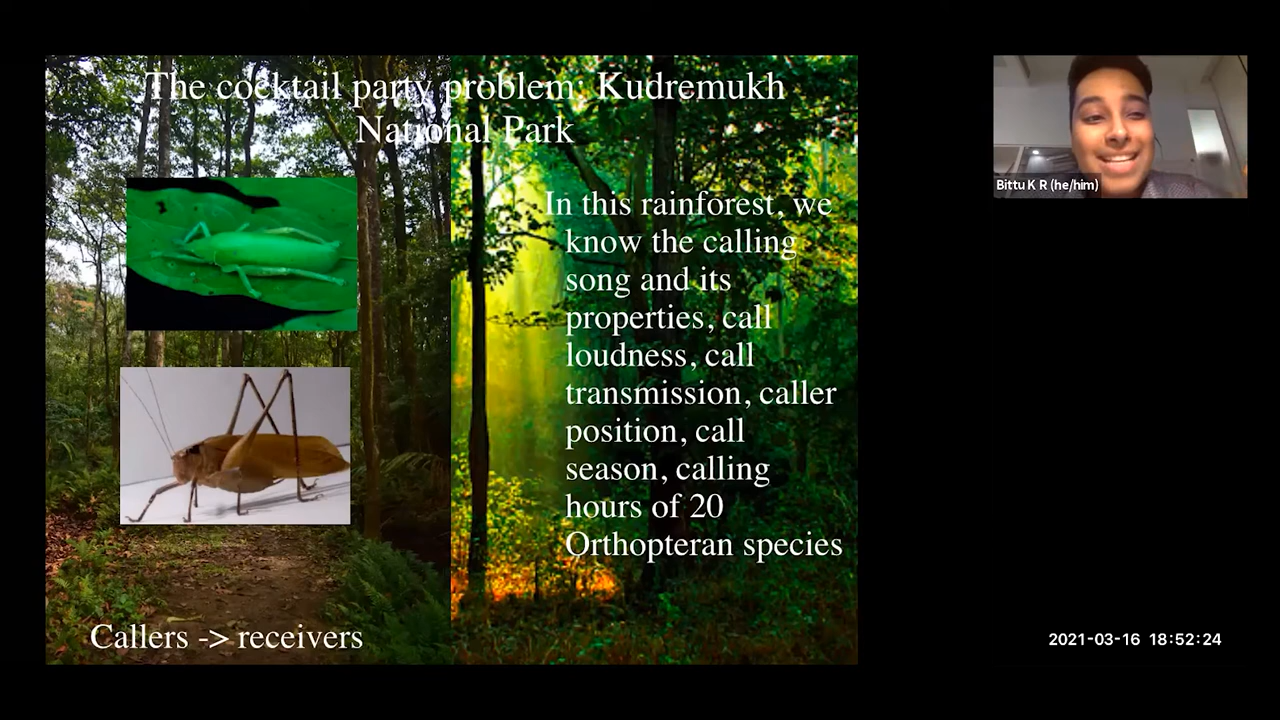 The cocktail party problem: Kudremukh
National Park
In this rainforest, we
know the calling
song and its
properties, call
loudness, call
transmission, caller
position, call
season, calling
hours of 20
Orthopteran species
Callers -> receivers
Bittu K R (he/him)
2021-03-16 18:52:24